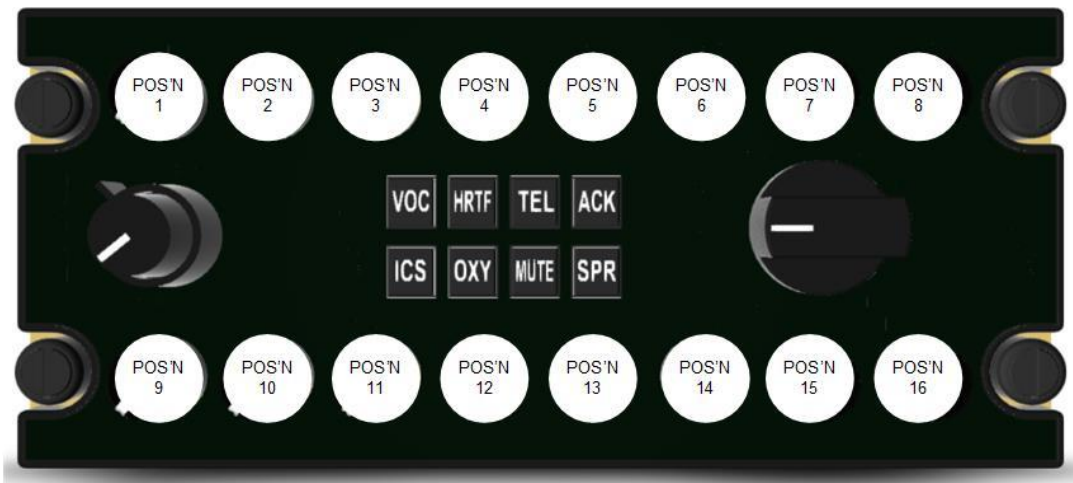 POS'N
1
POS'N
2
POS'N
3
POS'N
4
POS'N
5
POS'N
6
POS'N
7
POS'N
8
VOC HRTF TEL ACK
ICS OXY MÜTE SPR
POS'N
9
POS'N
10
POS'N
11
POS'N
12
POS'N
13
POS'N
14
POS'N
15
POS'N
16